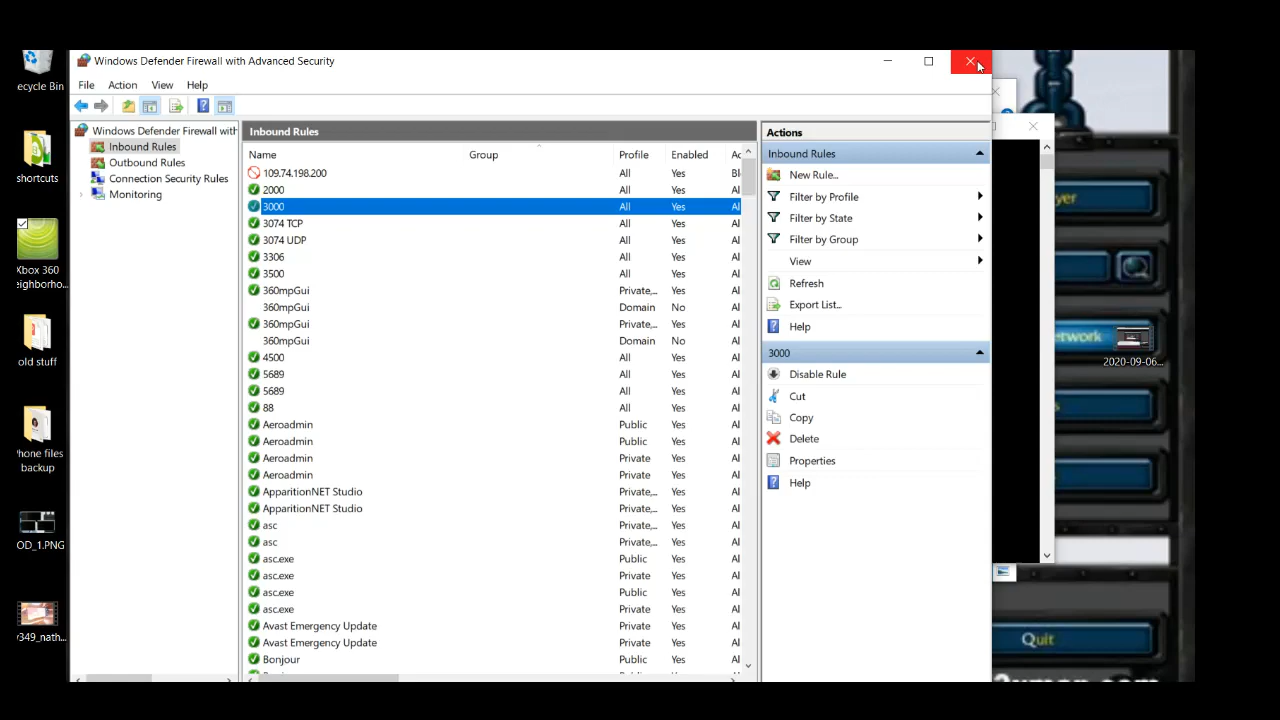 Windows Defender Firewall with Advanced Security
File Action View Help
Windows Defender Firewall with
Inbound Rules
Outbound Rules
Connection Security Rules
Monitoring
Inbound Rules
Name Group Profile Enabled
109.74.198.200 All Yes Bl
2000 All Yes Al
3000 All Yes Al
3074 TCP All Yes Al
3074 UDP All Yes Al
3306 All Yes Al
3500 All Yes Al
360mpGui Private,... Yes Al
360mpGui Domain No Al
360mpGui Private,... Yes Al
360mpGui Domain No Al
4500 All Yes Al
5689 All Yes Al
5689 All Yes Al
88 All Yes Al
Aeroadmin Public Yes Al
Aeroadmin Public Yes Al
Aeroadmin Private Yes Al
Aeroadmin Private Yes Al
ApparitionNET Studio Private,... Yes Al
ApparitionNET Studio Private,... Yes Al
asc Private,... Yes Al
asc Private,... Yes Al
asc.exe Public Yes Al
asc.exe Private Yes Al
asc.exe Public Yes Al
asc.exe Private Yes Al
Avast Emergency Update Private Yes Al
Avast Emergency Update Private Yes Al
Bonjour Public Yes Al
Actions
Inbound Rules
New Rule...
Filter by Profile
Filter by State
Filter by Group
View
Refresh
Export List...
Help
3000
Disable Rule
Cut
Copy
Delete
Properties
Help
ecycle Bin
shortcuts
Xbox 360
eighborho...
old stuff
hone files
backup
OD_1.PNG
v349_nath...
yer
etwork
2020-09-06...
Quit